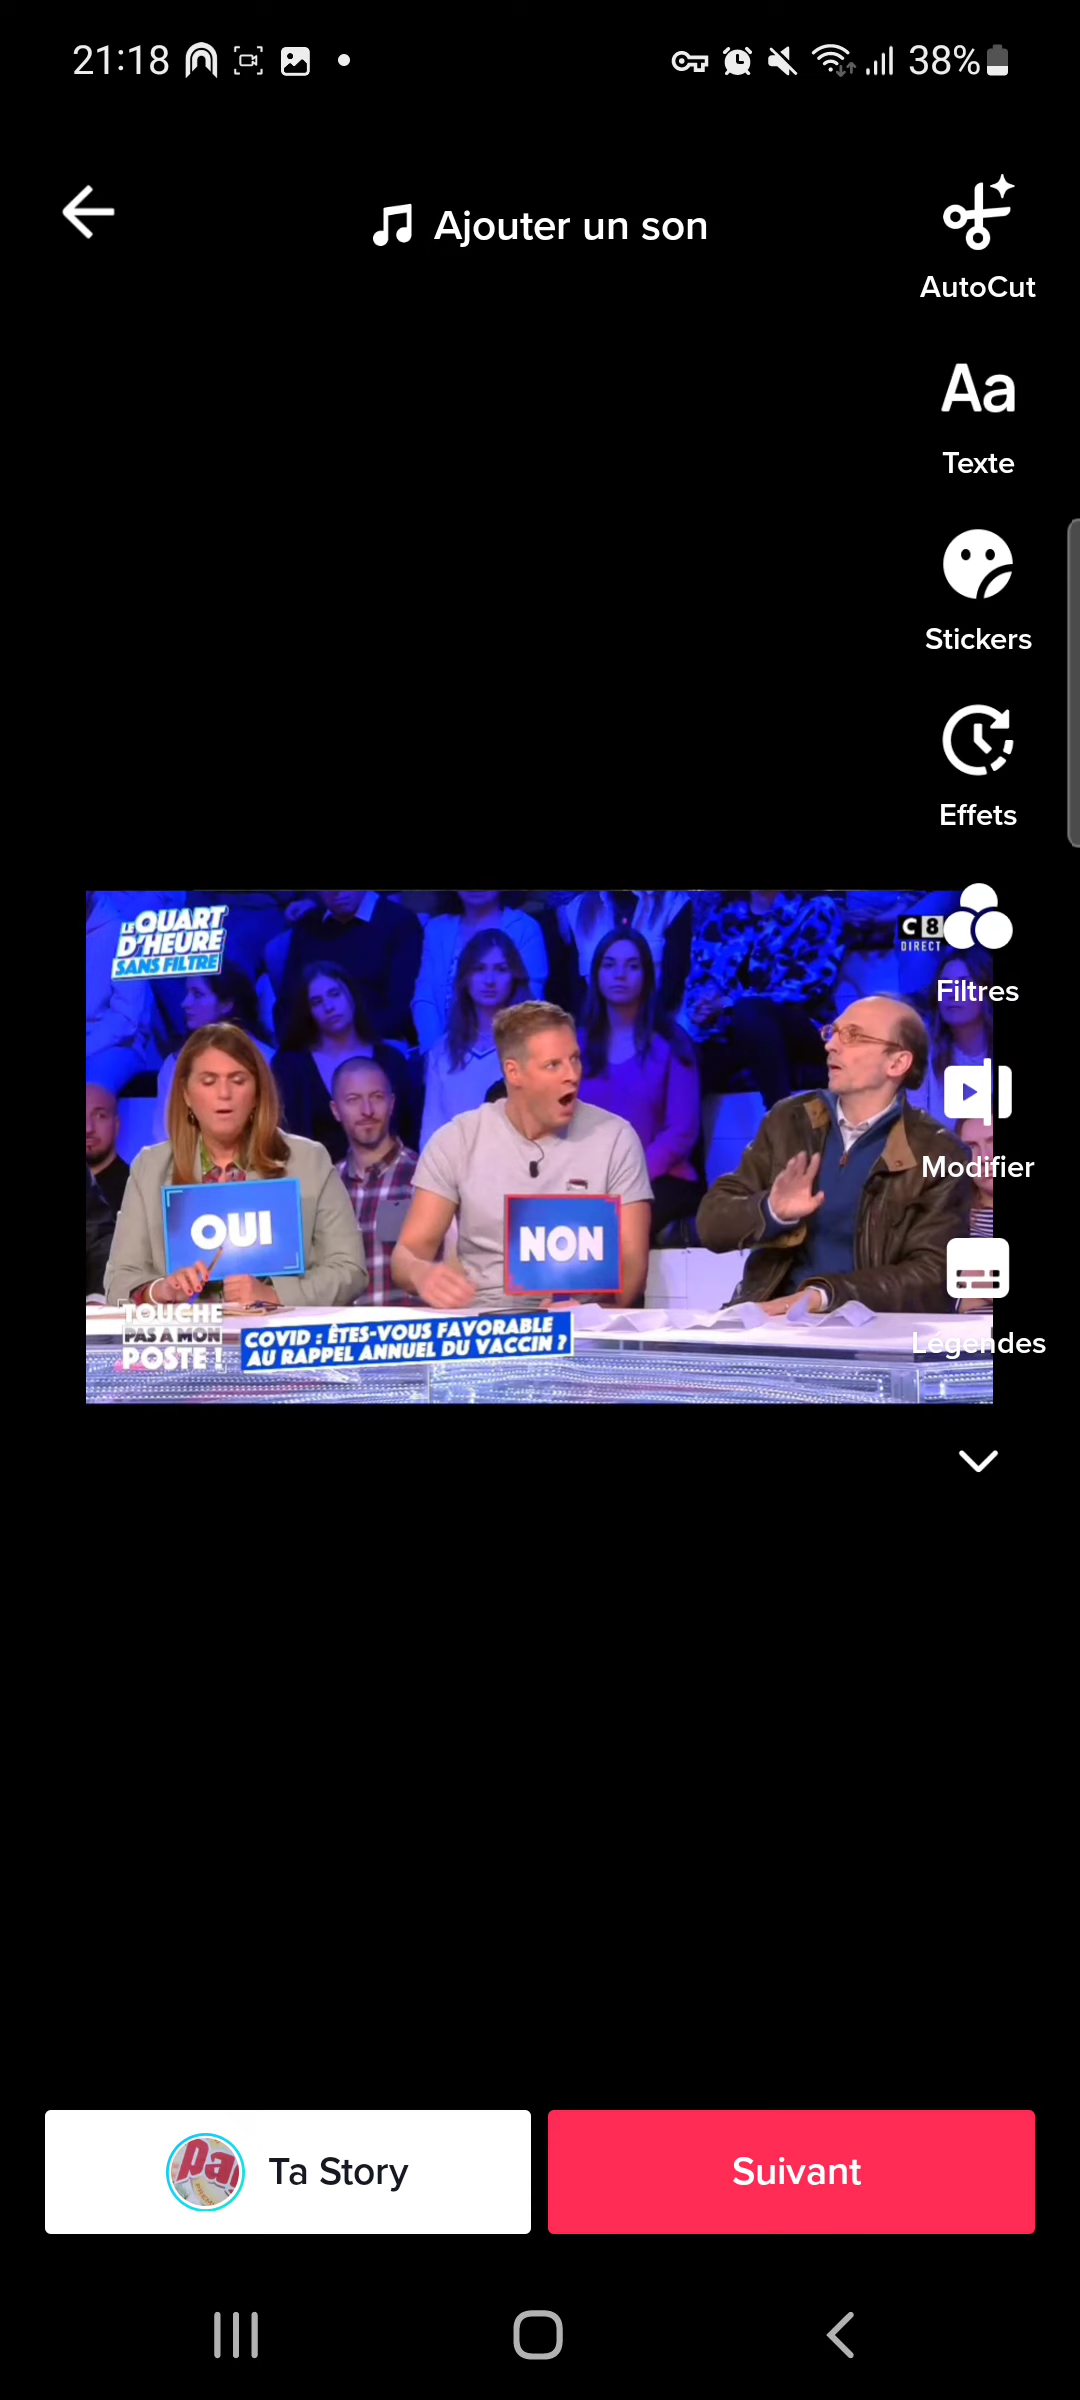 21:18
38%
Ajouter un son
AutoCut
Aa
Texte
Stickers
Effets
LE QUART
D'HEURE
SANS FILTRE
C8
DIRECT
Filtres
Modifier
OUI
NON
TOUCHE
PAS A MON
POSTE !
COVID : ÊTES-VOUS FAVORABLE
AU RAPPEL ANNUEL DU VACCIN ?
Légendes
Ta Story
Suivant